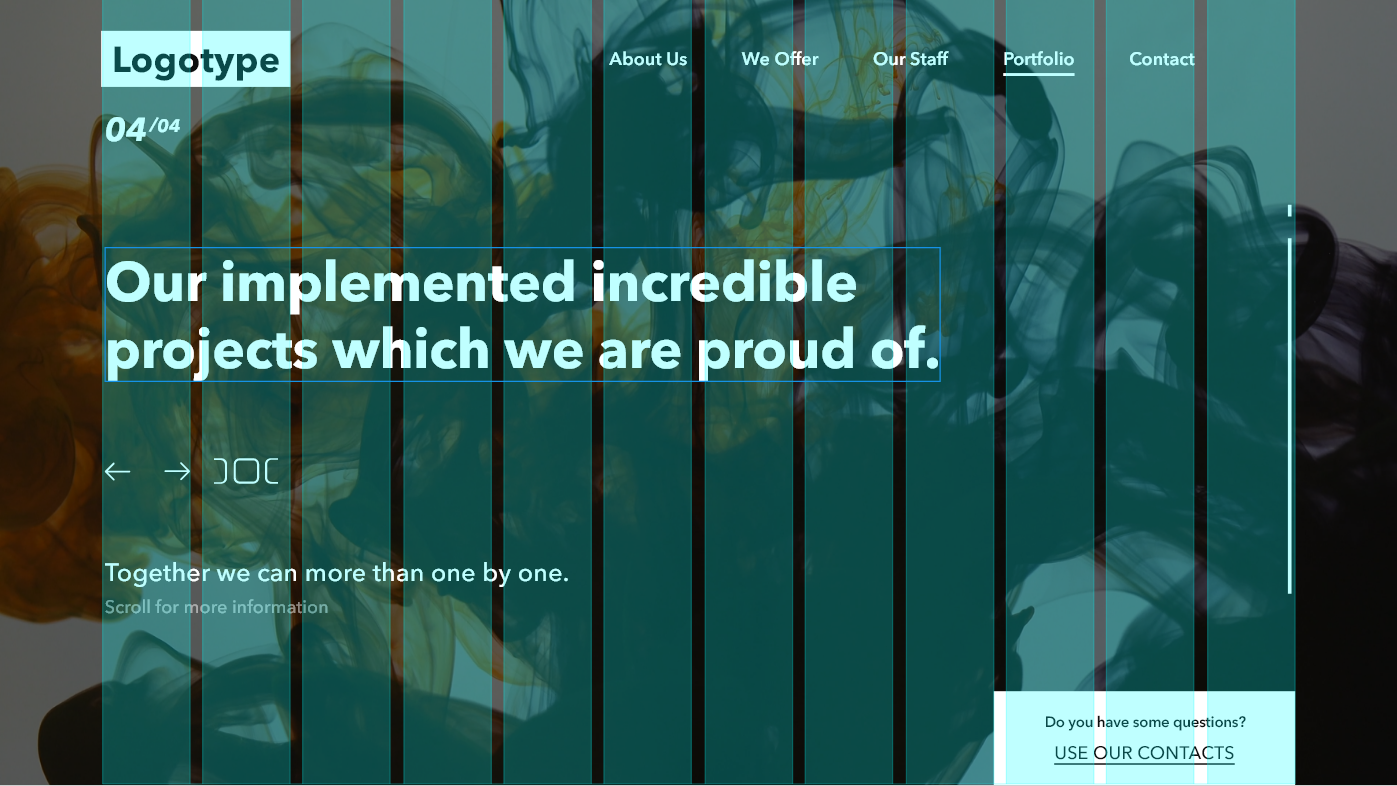 Logotype
About Us
We Offer
Our Staff
Portfolio
Contact
04/04
Our implemented incredible
projects which we are proud of.
Together we can more than one by one.
Scroll for more information
Do you have some questions?
USE OUR CONTACTS